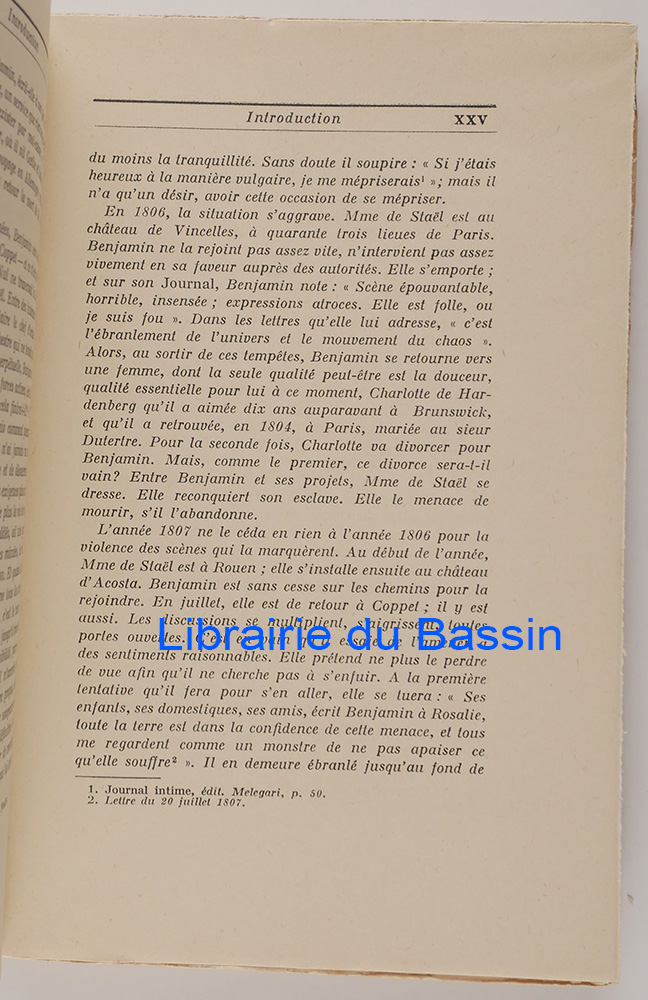 Introduction
XXV
du moins la tranquillité. Sans doute il soupire : « Si j'étais
heureux à la manière vulgaire, je me mépriserais¹ » ; mais il
n'a qu'un désir, avoir cette occasion de se mépriser.
En 1806, la situation s'aggrave. Mme de Staël est au
château de Vincelles, à quarante trois lieues de Paris.
Benjamin ne la rejoint pas assez vite, n'intervient pas assez
vivement en sa faveur auprès des autorités. Elle s'emporte ;
et sur son Journal, Benjamin note : « Scène épouvantable,
horrible, insensée ; expressions atroces. Elle est folle, ou
je suis fou ». Dans les lettres qu'elle lui adresse, « c'est
l'ébranlement de l'univers et le mouvement du chaos ».
Alors, au sortir de ces tempêtes, Benjamin se retourne vers
une femme, dont la seule qualité peut-être est la douceur,
qualité essentielle pour lui à ce moment, Charlotte de Har-
denberg qu'il a aimée dix ans auparavant à Brunswick,
et qu'il a retrouvée, en 1804, à Paris, mariée au sieur
Dutertre. Pour la seconde fois, Charlotte va divorcer pour
Benjamin. Mais, comme le premier, ce divorce sera-t-il
vain? Entre Benjamin et ses projets, Mme de Staël se
dresse. Elle reconquiert son esclave. Elle le menace de
mourir, s'il l'abandonne.
L'année 1807 ne le céda en rien à l'année 1806 pour la
violence des scènes qui la marquèrent. Au début de l'année,
Mme de Staël est à Rouen ; elle s'installe ensuite au château
d'Acosta. Benjamin est sans cesse sur les chemins pour la
rejoindre. En juillet, elle est de retour à Coppet ; il y est
aussi. Les discussions se multiplient, s'aigrissent, toutes
portes ouvertes. C'est en vain qu'il essaie de l'amener à
des sentiments raisonnables. Elle prétend ne plus le perdre
de vue afin qu'il ne cherche pas à s'enfuir. A la première
tentative qu'il fera pour s'en aller, elle se tuera : « Ses
enfants, ses domestiques, ses amis, écrit Benjamin à Rosalie,
toute la terre est dans la confidence de cette menace, et tous
me regardent comme un monstre de ne pas apaiser ce
qu'elle souffre² ». Il en demeure ébranlé jusqu'au fond de
1. Journal intime, édit. Melegari, p. 50.
2. Lettre du 20 juillet 1807.
Librairie du Bassin